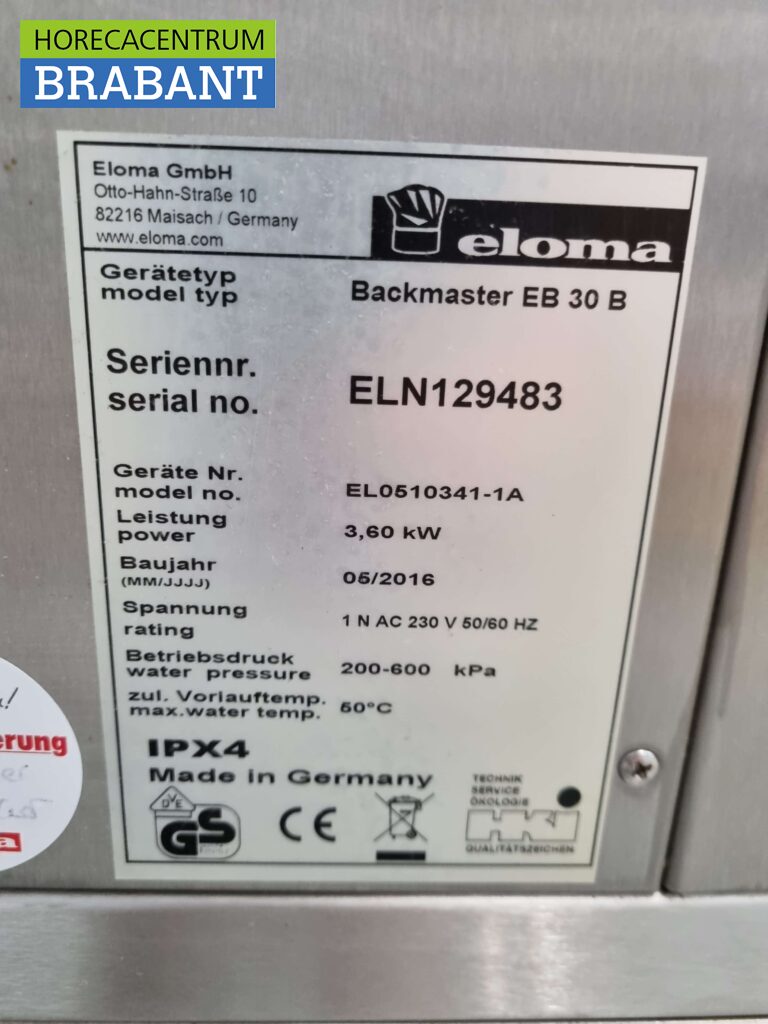 HORECACENTRUM
BRABANT
Eloma GmbH
Otto-Hahn-Straße 10
82216 Maisach / Germany
www.eloma.com
eloma
Gerätetyp
model typ
Backmaster EB 30 B
Seriennr.
serial no.
ELN129483
Geräte Nr.
model no.
EL0510341-1A
Leistung
power
3,60 kW
Baujahr
(MM/JJJJ)
05/2016
Spannung
rating
1 N AC 230 V 50/60 HZ
Betriebsdruck
water pressure
200-600 kPa
zul. Vorlauftemp.
max.water temp.
50°C
IPX4
Made in Germany
DVE
GS
CE
TECHNIK
SERVICE
ÖKOLOGIE
HKI
QUALITÄTSZEICHEN